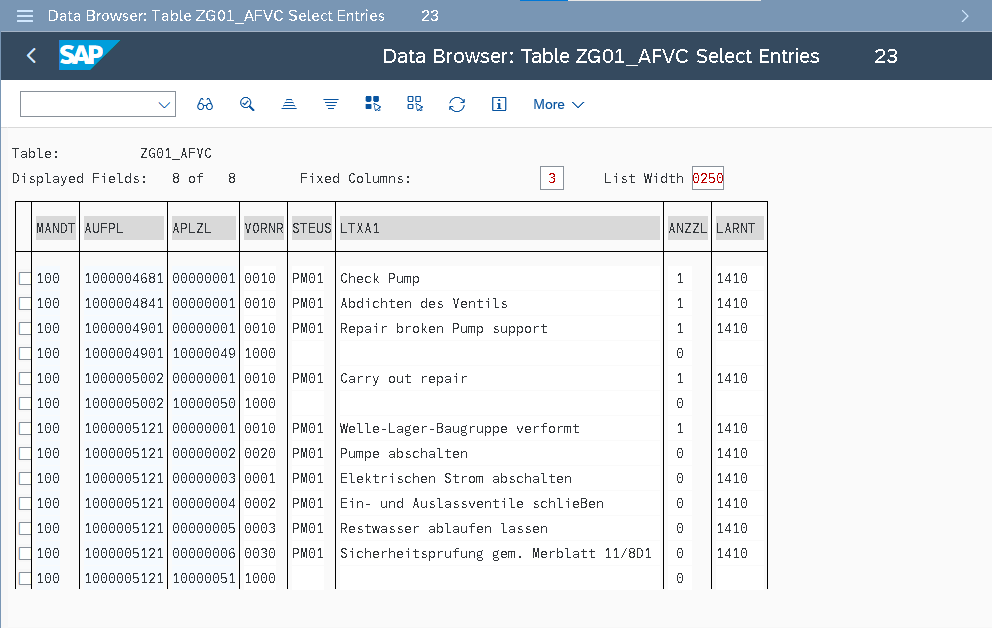 Data Browser: Table ZG01_AFVC Select Entries 23
SAP Data Browser: Table ZG01_AFVC Select Entries 23
More
Table: ZG01_AFVC
Displayed Fields: 8 of 8 Fixed Columns: 3 List Width 0250
MANDT AUFPL APLZL VORNR STEUS LTXA1 ANZZL LARNT
100 1000004681 00000001 0010 PM01 Check Pump 1 1410
100 1000004841 00000001 0010 PM01 Abdichten des Ventils 1 1410
100 1000004901 00000001 0010 PM01 Repair broken Pump support 1 1410
100 1000004901 10000049 1000 0
100 1000005002 00000001 0010 PM01 Carry out repair 1 1410
100 1000005002 10000050 1000 0
100 1000005121 00000001 0010 PM01 Welle-Lager-Baugruppe verformt 1 1410
100 1000005121 00000002 0020 PM01 Pumpe abschalten 0 1410
100 1000005121 00000003 0001 PM01 Elektrischen Strom abschalten 0 1410
100 1000005121 00000004 0002 PM01 Ein- und Auslassventile schließen 0 1410
100 1000005121 00000005 0003 PM01 Restwasser ablaufen lassen 0 1410
100 1000005121 00000006 0030 PM01 Sicherheitsprufung gem. Merblatt 11/8D1 0 1410
100 1000005121 10000051 1000 0